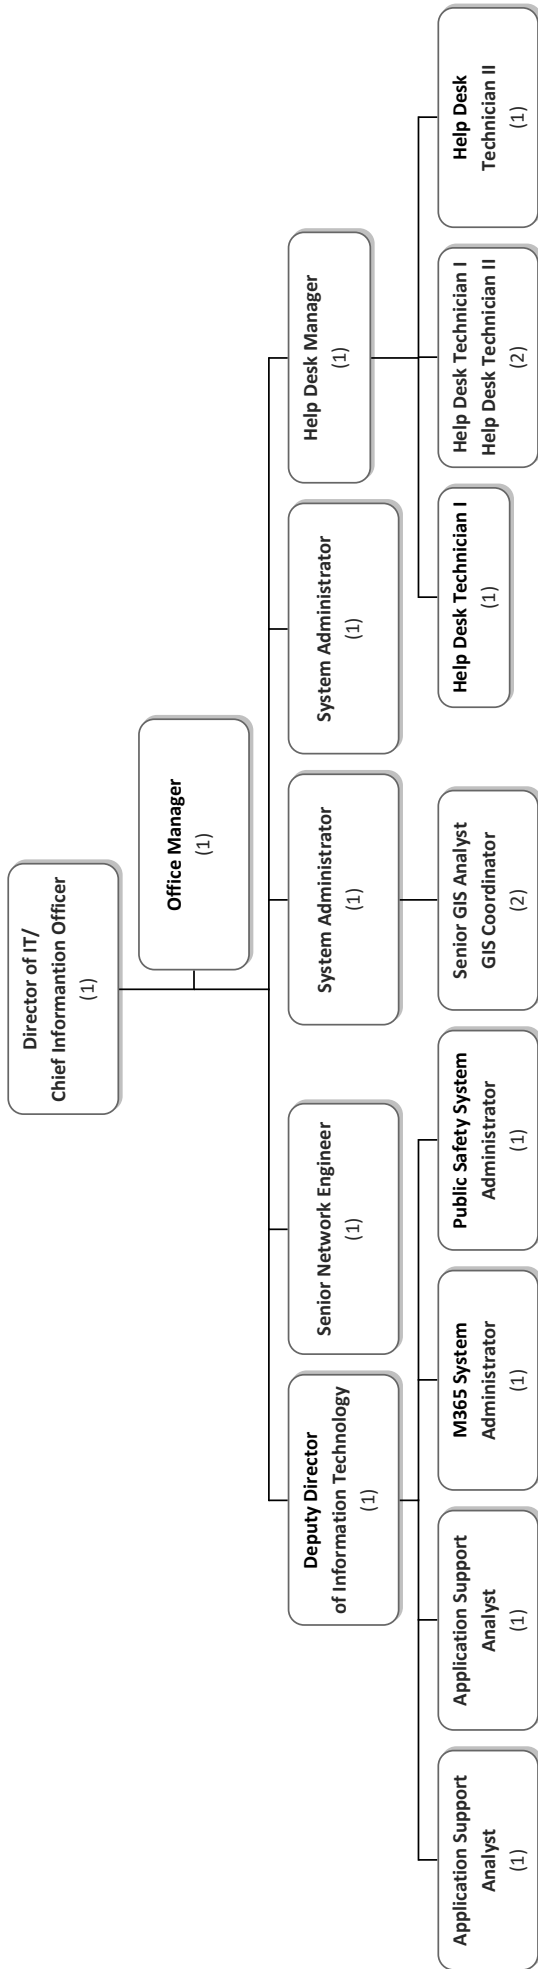 Director of IT/
Chief Informantion Officer
(1)
Office Manager
(1)
Deputy Director
of Information Technology
(1)
Senior Network Engineer
(1)
System Administrator
(1)
System Administrator
(1)
Help Desk Manager
(1)
Application Support
Analyst
(1)
Application Support
Analyst
(1)
M365 System
Administrator
(1)
Public Safety System
Administrator
(1)
Senior GIS Analyst
GIS Coordinator
(2)
Help Desk Technician I
(1)
Help Desk Technician I
Help Desk Technician II
(2)
Help Desk
Technician II
(1)